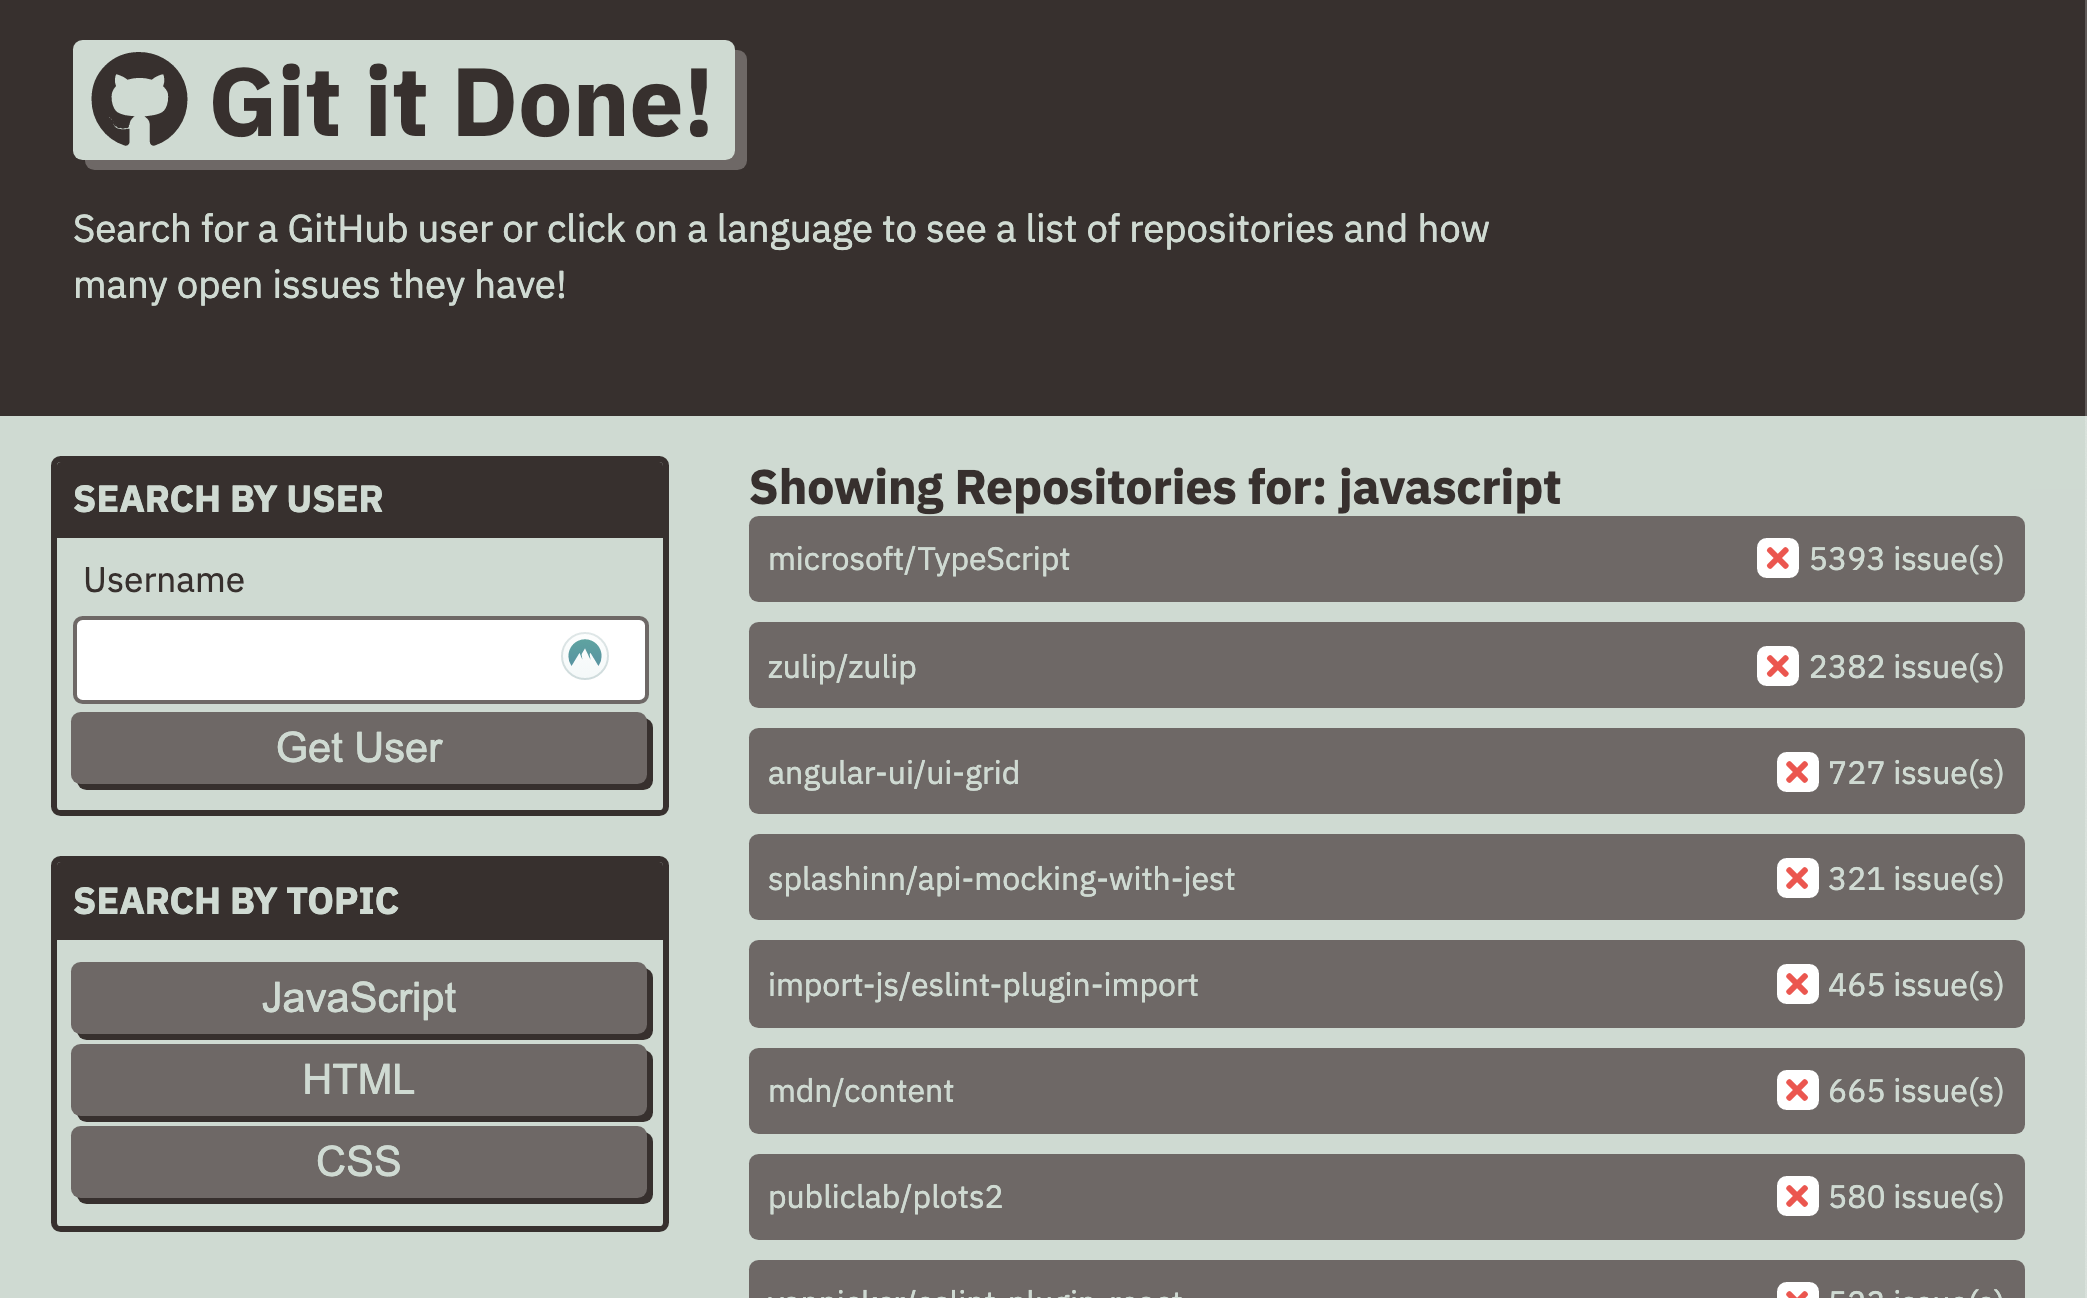 Git it Done!
Search for a GitHub user or click on a language to see a list of repositories and how
many open issues they have!
SEARCH BY USER
Username
Get User
SEARCH BY TOPIC
JavaScript
HTML
CSS
Showing Repositories for: javascript
microsoft/TypeScript 5393 issue(s)
zulip/zulip 2382 issue(s)
angular-ui/ui-grid 727 issue(s)
splashinn/api-mocking-with-jest 321 issue(s)
import-js/eslint-plugin-import 465 issue(s)
mdn/content 665 issue(s)
publiclab/plots2 580 issue(s)